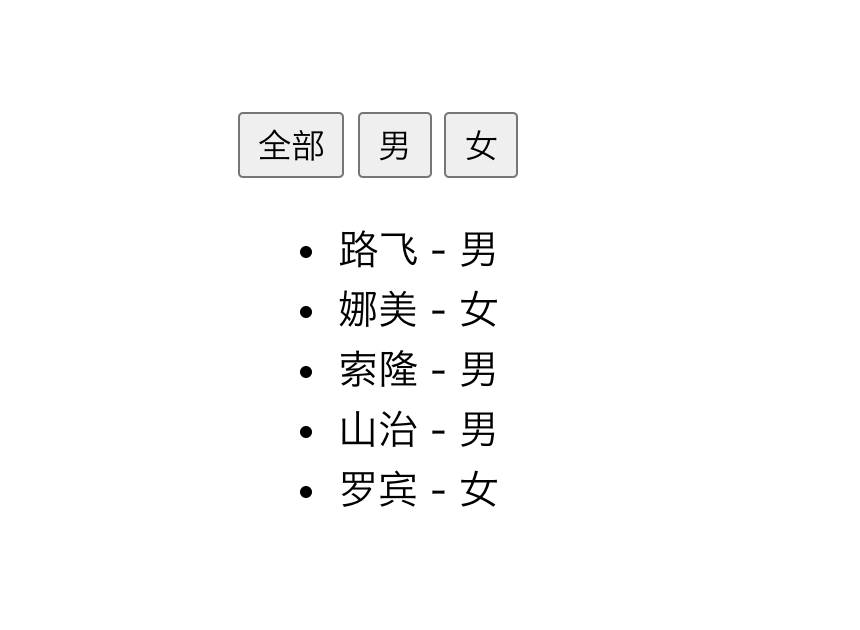 全部 男 女
路飞 - 男
娜美 - 女
索隆 - 男
山治 - 男
罗宾 - 女